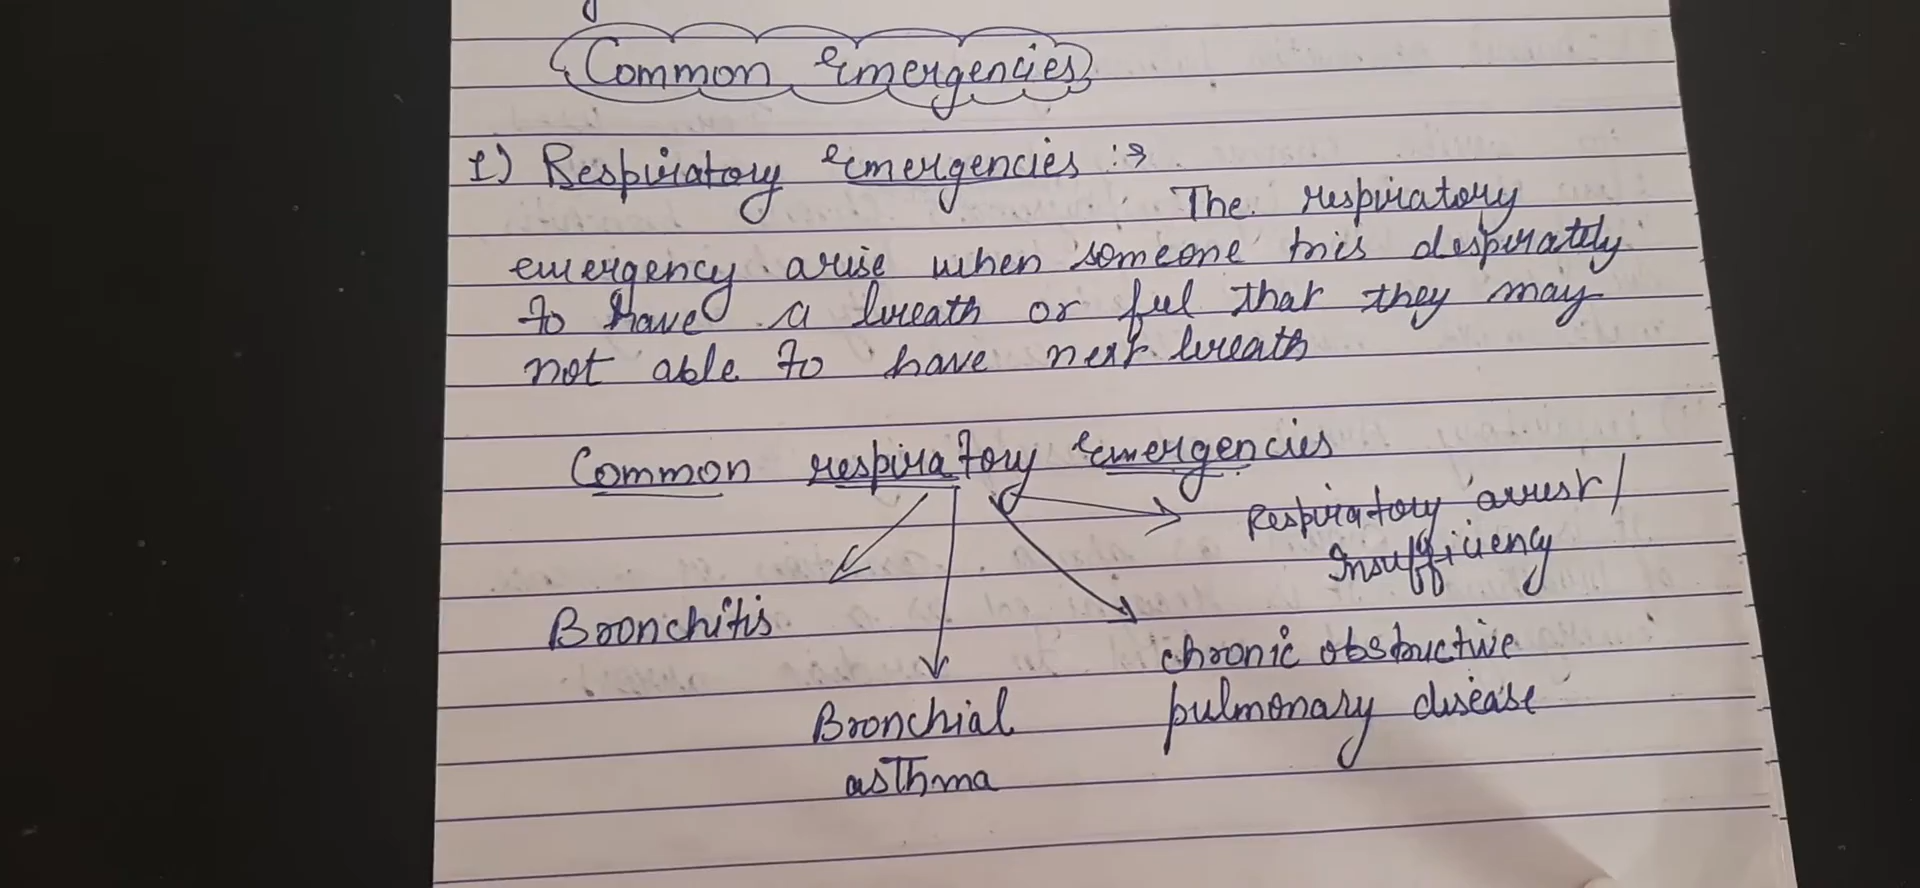 Common Emergencies
1) Respiratory Emergencies :→
The respiratory
emergency arise when someone tries desperately
to have a breath or feel that they may
not able to have next breath
Common respiratory emergencies
Respiratory arrest/
Insufficiency
Bronchitis
chronic obstructive
pulmonary disease
Bronchial
asthma